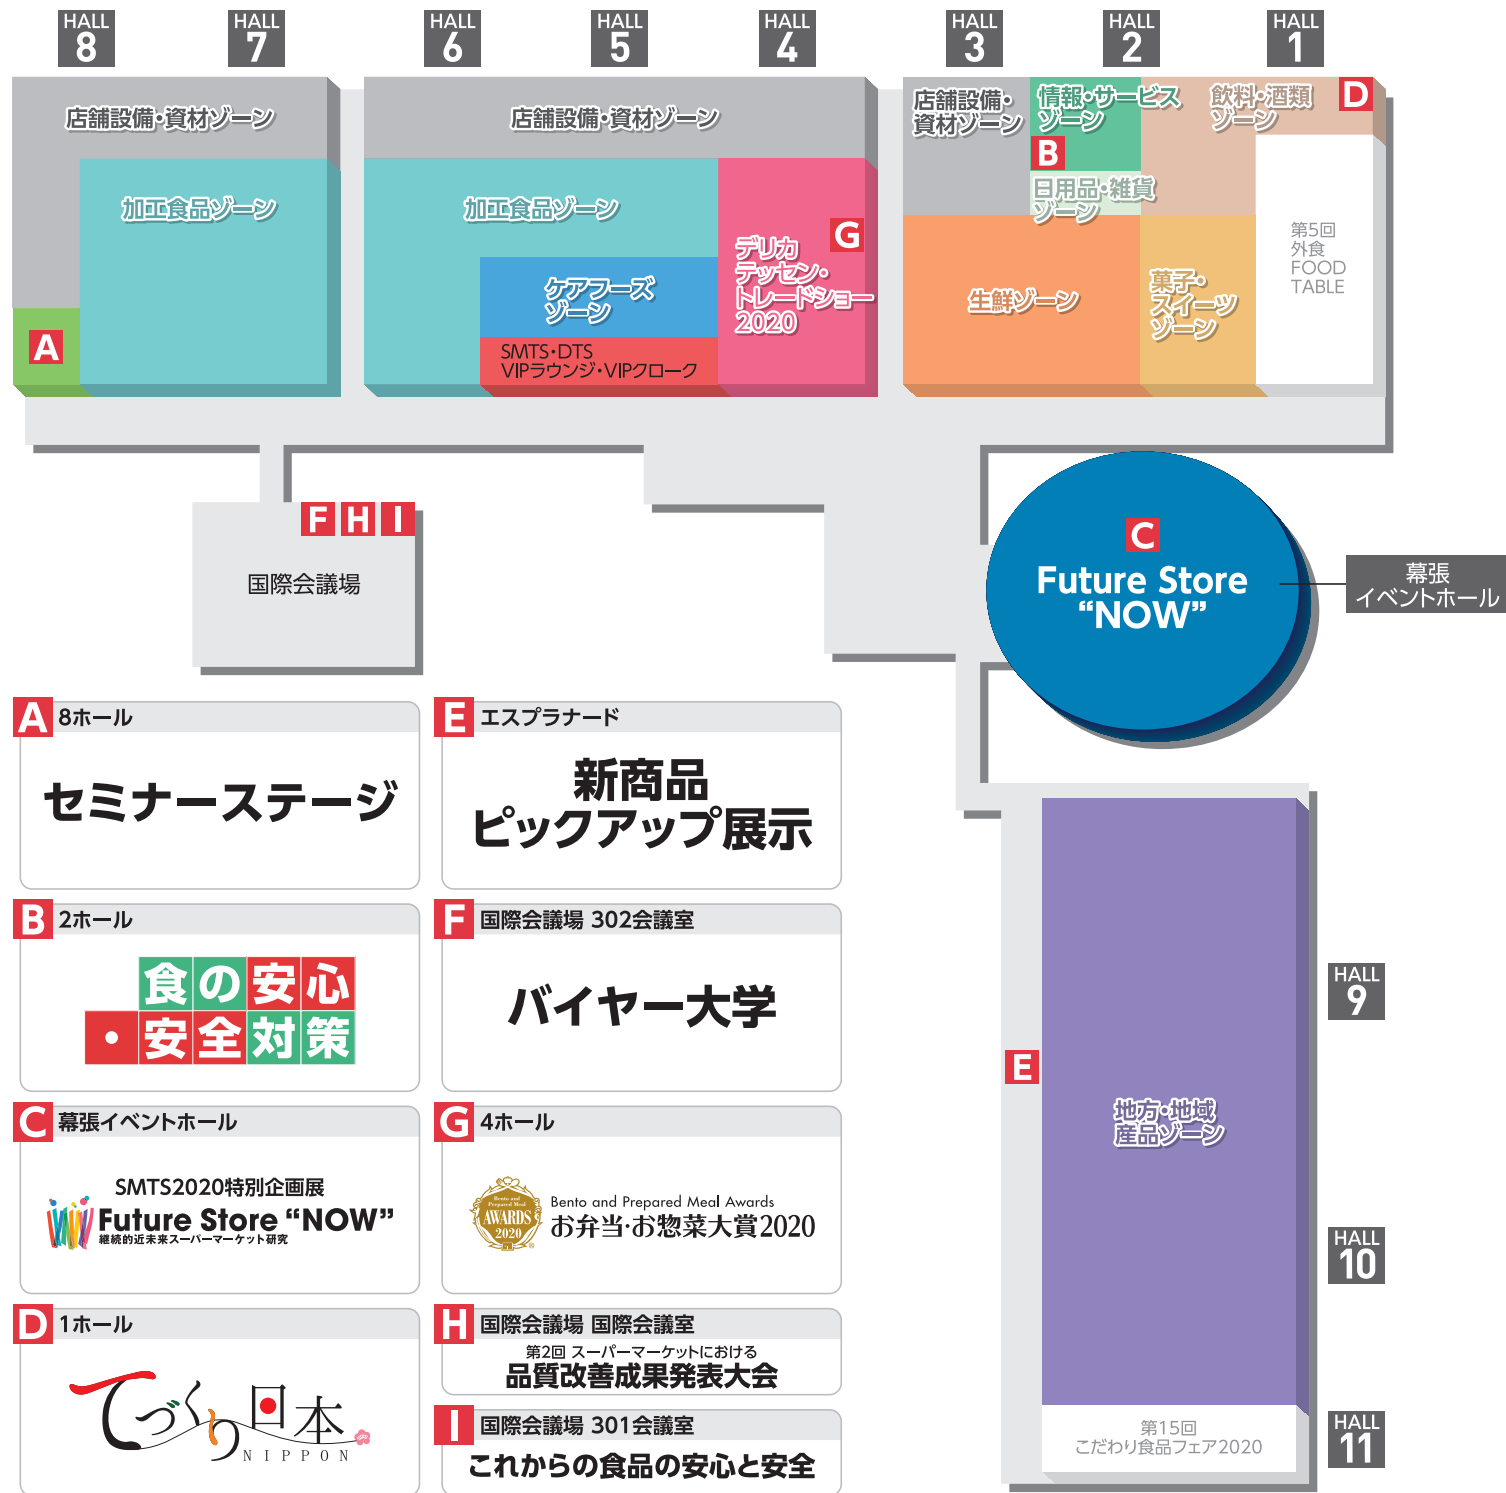 HALL
8
HALL
7
HALL
6
HALL
5
HALL
4
HALL
3
HALL
2
HALL
1
店舗設備・資材ゾーン
加工食品ゾーン
A
店舗設備・資材ゾーン
加工食品ゾーン
ケアフーズ
ゾーン
SMTS・DTS
VIPラウンジ・VIPクローク
G
デリカ
テッセン・
トレードショー
2020
店舗設備・
資材ゾーン
情報・サービス
ゾーン
B
日用品・雑貨
ゾーン
飲料・酒類
ゾーン
D
生鮮ゾーン
菓子・
スイーツ
ゾーン
第5回
外食
FOOD
TABLE
F H I
国際会議場
C
Future Store
“NOW”
幕張
イベントホール
E
地方・地域
産品ゾーン
HALL
9
HALL
10
HALL
11
第15回
こだわり食品フェア2020
A 8ホール
セミナーステージ
B 2ホール
食の安心
・安全対策
C 幕張イベントホール
SMTS2020特別企画展
Future Store “NOW”
継続的近未来スーパーマーケット研究
D 1ホール
てづくり日本
NIPPON
E エスプラナード
新商品
ピックアップ展示
F 国際会議場 302会議室
バイヤー大学
G 4ホール
Bento and
Prepared Meal
AWARDS
2020
Bento and Prepared Meal Awards
お弁当・お惣菜大賞2020
H 国際会議場 国際会議室
第2回 スーパーマーケットにおける
品質改善成果発表大会
I 国際会議場 301会議室
これからの食品の安心と安全